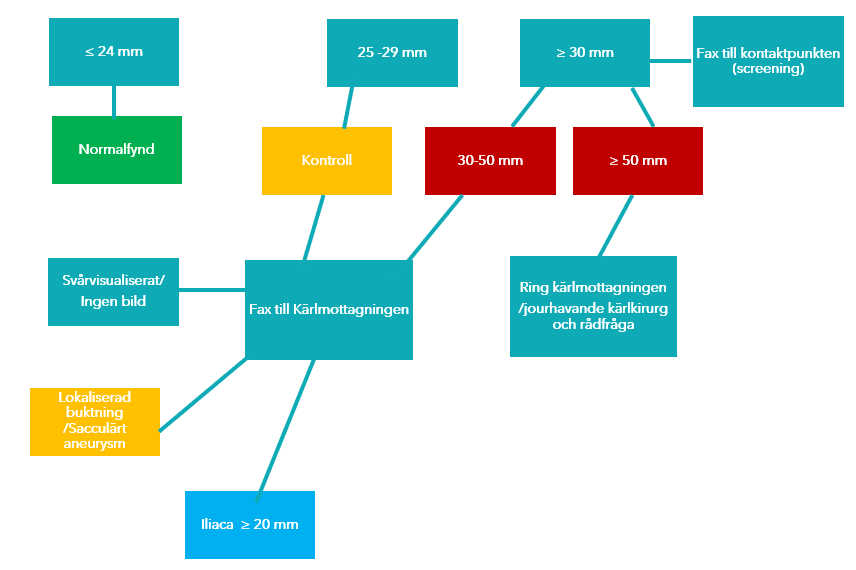 ≤ 24 mm
25 -29 mm
≥ 30 mm
Fax till kontaktpunkten
(screening)
Normalfynd
Kontroll
30-50 mm
≥ 50 mm
Svårvisualiserat/
Ingen bild
Fax till Kärlmottagningen
Ring kärlkmottagningen
/jourhavande kärlkirurg
och rådfråga
Lokaliserad
buktning
/Sacculärt
aneurysm
Iliaca ≥ 20 mm